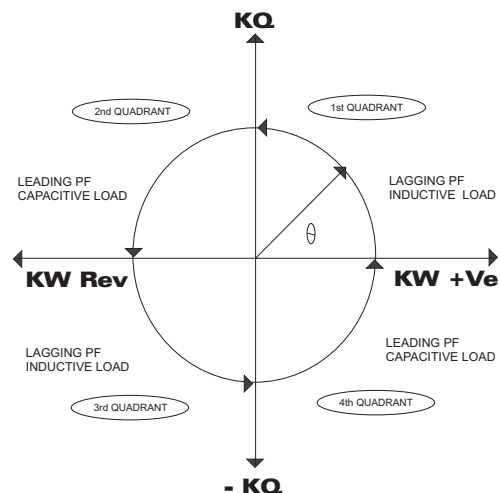 KQ
2nd QUADRANT
1st QUADRANT
LEADING PF
CAPACITIVE LOAD
LAGGING PF
INDUCTIVE LOAD
θ
KW Rev
KW +Ve
LAGGING PF
INDUCTIVE LOAD
LEADING PF
CAPACITIVE LOAD
3rd QUADRANT
4th QUADRANT
- KQ